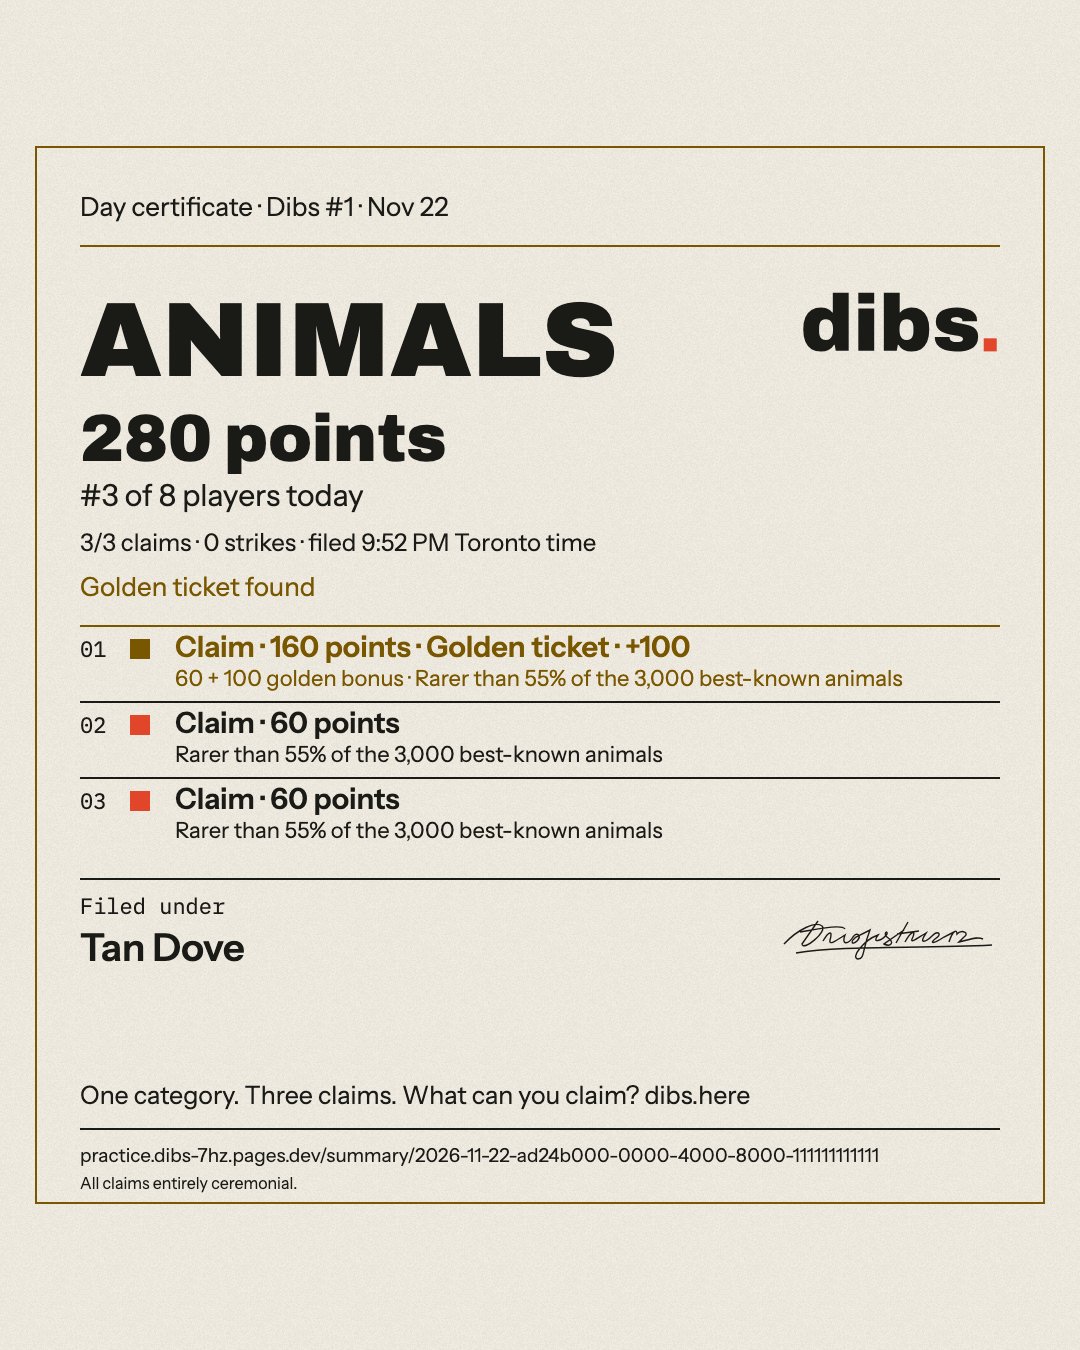 Day certificate · Dibs #1 · Nov 22
ANIMALS
dibs.
280 points
#3 of 8 players today
3/3 claims · 0 strikes · filed 9:52 PM Toronto time
Golden ticket found
01 Claim · 160 points · Golden ticket · +100
60 + 100 golden bonus · Rarer than 55% of the 3,000 best-known animals
02 Claim · 60 points
Rarer than 55% of the 3,000 best-known animals
03 Claim · 60 points
Rarer than 55% of the 3,000 best-known animals
Filed under
Tan Dove
One category. Three claims. What can you claim? dibs.here
practice.dibs-7hz.pages.dev/summary/2026-11-22-ad24b000-0000-4000-8000-111111111111
All claims entirely ceremonial.